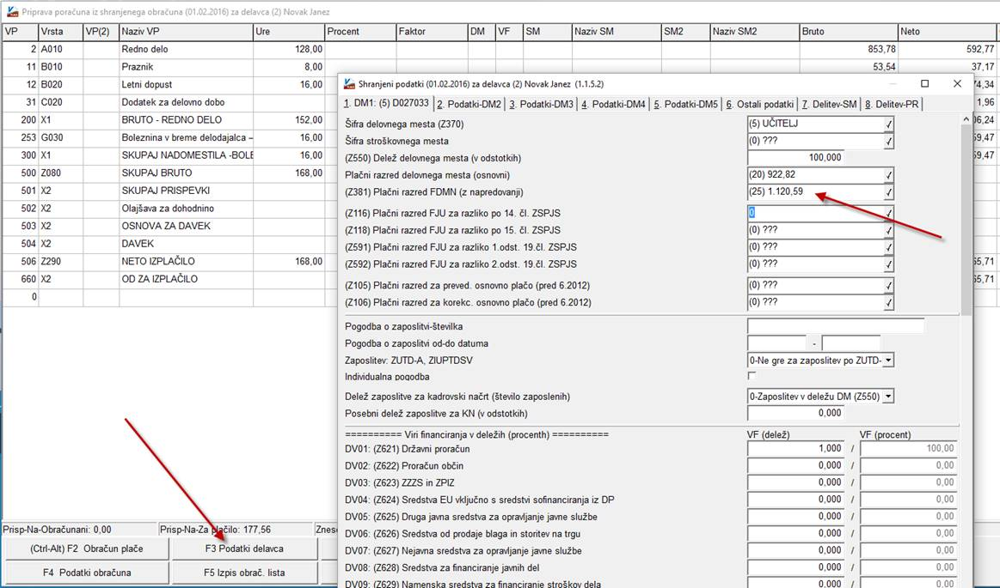 Priprava poračuna iz shranjenega obračuna (01.02.2016) za delavca (2) Novak Janez
VP Vrsta VP(2) Naziv VP Ure Procent Faktor DM VF SM Naziv SM SM2 Naziv SM2 Bruto Neto
2 A010 Redno delo 128,00 853,78 592,77
11 B010 Praznik 8,00 53,54 37,17
12 B020 Letni dopust 16,00 74,34
31 C020 Dodatek za delovno dobo 1,96
200 X1 BRUTO - REDNO DELO 152,00 06,24
253 G030 Boleznina v breme delodajalca – 16,00 59,47
300 X1 SKUPAJ NADOMESTILA -BOLE 16,00 59,47
500 Z080 SKUPAJ BRUTO 168,00
501 X2 SKUPAJ PRISPEVKI
502 X2 Olajšava za dohodnino
503 X2 OSNOVA ZA DAVEK
504 X2 DAVEK
506 Z290 NETO IZPLAČILO 168,00 65,71
660 X2 OD ZA IZPLAČILO 65,71
0
Prisp-Na-Obračunani: 0,00 Prisp-Na-Za plačilo: 177,56 Znes
(Ctrl-Alt) F2 Obračun plače F3 Podatki delavca
F4 Podatki obračuna F5 Izpis obrač. lista
Shranjeni podatki (01.02.2016) za delavca (2) Novak Janez (1.1.5.2)
1. DM1: (5) D027033 2. Podatki-DM2 3. Podatki-DM3 4. Podatki-DM4 5. Podatki-DM5 6. Ostali podatki 7. Delitev-SM 8. Delitev-PR
Šifra delovnega mesta (Z370) (5) UČITELJ
Šifra stroškovnega mesta (0) ???
(Z550) Delež delovnega mesta (v odstotkih) 100,000
Plačni razred delovnega mesta (osnovni) (20) 922,82
(Z381) Plačni razred FDMN (z napredovanji) (25) 1.120,59
(Z116) Plačni razred FJU za razliko po 14. čl. ZSPJS 0
(Z118) Plačni razred FJU za razliko po 15. čl. ZSPJS (0) ???
(Z591) Plačni razred FJU za razliko 1.odst. 19.čl. ZSPJS (0) ???
(Z592) Plačni razred FJU za razliko 2.odst. 19.čl. ZSPJS (0) ???
(Z105) Plačni razred za preved. osnovno plačo (pred 6.2012) (0) ???
(Z106) Plačni razred za korekc. osnovno plačo (pred 6.2012) (0) ???
Pogodba o zaposlitvi-številka
Pogodba o zaposlitvi od-do datuma -
Zaposlitev: ZUTD-A, ZIUPTDSV 0-Ne gre za zaposlitev po ZUTD-
Individualna pogodba
Delež zaposlitve za kadrovski načrt (število zaposlenih) 0-Zaposlitev v deležu DM (Z550)
Posebni delež zaposlitve za KN (v odstotkih) 0,000
========== Viri financiranja v deležih (procenth) ========== VF (delež) VF (procent)
DV01: (Z621) Državni proračun 1,000 / 100,00
DV02: (Z622) Proračun občin 0,000 / 0,00
DV03: (Z623) ZZZS in ZPIZ 0,000 / 0,00
DV04: (Z624) Sredstva EU vključno s sredstvi sofinanciranja iz DP 0,000 / 0,00
DV05: (Z625) Druga javna sredstva za opravljanje javne službe 0,000 / 0,00
DV06: (Z626) Sredstva od prodaje blaga in storitev na trgu 0,000 / 0,00
DV07: (Z627) Nejavna sredstva za opravljanje javne službe 0,000 / 0,00
DV08: (Z628) Sredstva za financiranje javnih del 0,000 / 0,00
DV09: (Z629) Namenska sredstva za financiranje stroškov dela 0,000 / 0,00